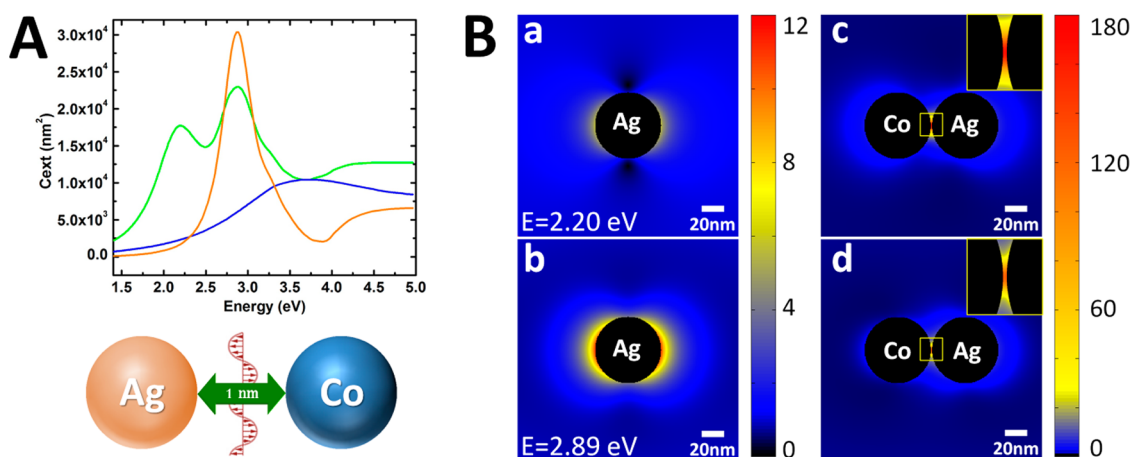 A
Cext (nm²)
3.0x10⁴
2.5x10⁴
2.0x10⁴
1.5x10⁴
1.0x10⁴
5.0x10³
0.0
1.5 2.0 2.5 3.0 3.5 4.0 4.5 5.0
Energy (eV)
Ag
1 nm
Co
B
a
Ag
E=2.20 eV
20nm
b
Ag
E=2.89 eV
20nm
12
8
4
0
c
Co
Ag
20nm
d
Co
Ag
20nm
180
120
60
0